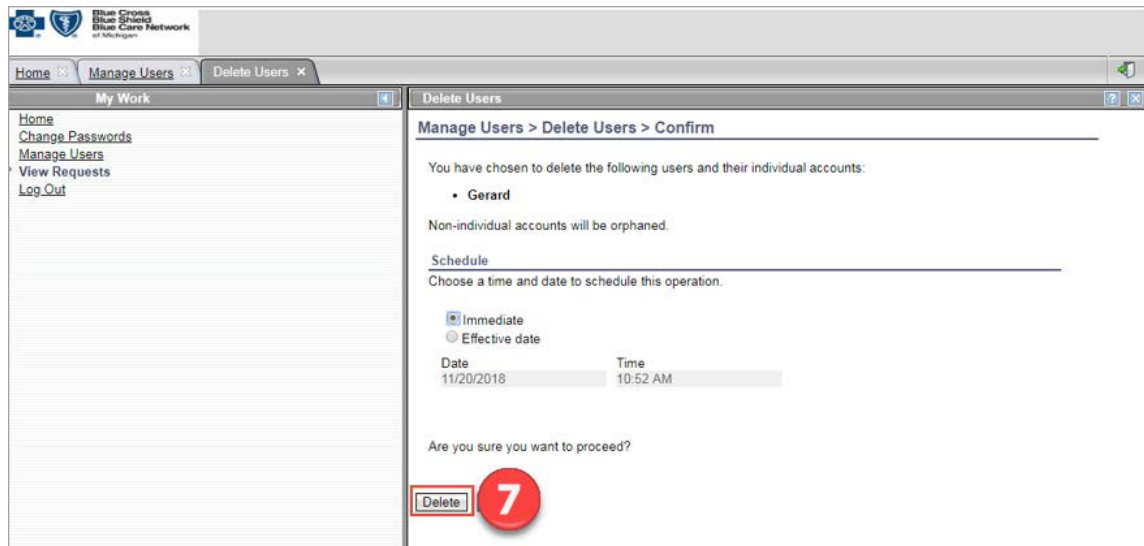 Blue Cross
Blue Shield
Blue Care Network
of Michigan
Home Manage Users Delete Users
My Work
Home
Change Passwords
Manage Users
View Requests
Log Out
Delete Users
Manage Users > Delete Users > Confirm
You have chosen to delete the following users and their individual accounts:
• Gerard
Non-individual accounts will be orphaned.
Schedule
Choose a time and date to schedule this operation.
Immediate
Effective date
Date Time
11/20/2018 10:52 AM
Are you sure you want to proceed?
Delete 7